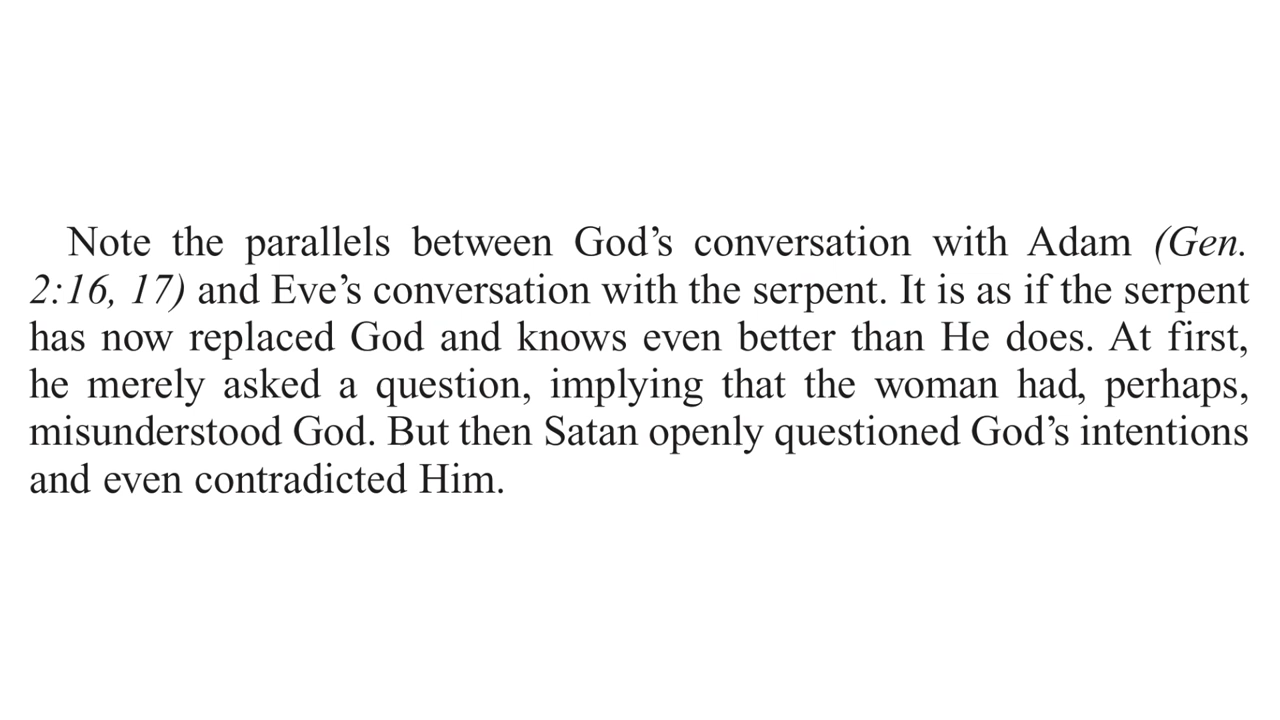 Note the parallels between God’s conversation with Adam (Gen.
2:16, 17) and Eve’s conversation with the serpent. It is as if the serpent
has now replaced God and knows even better than He does. At first,
he merely asked a question, implying that the woman had, perhaps,
misunderstood God. But then Satan openly questioned God’s intentions
and even contradicted Him.